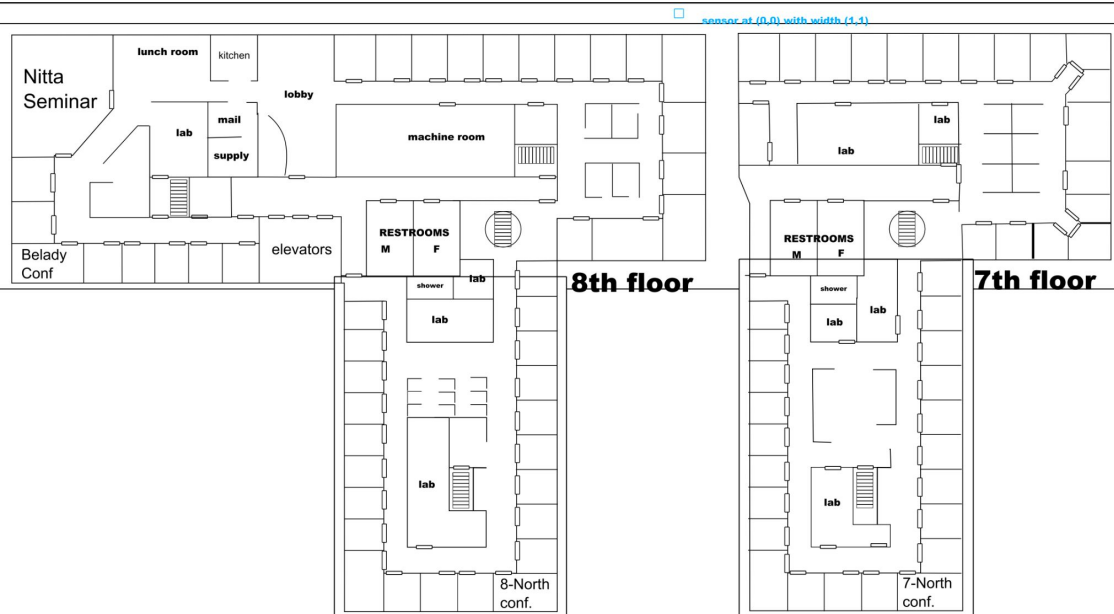 sensor at (0,0) with width (1,1)
lunch room
kitchen
Nitta
Seminar
lobby
mail
lab
supply
machine room
lab
lab
RESTROOMS
M F
elevators
Belady
Conf
RESTROOMS
M F
8th floor
7th floor
lab
shower
lab
shower
lab
lab
lab
lab
8-North
conf.
lab
7-North
conf.